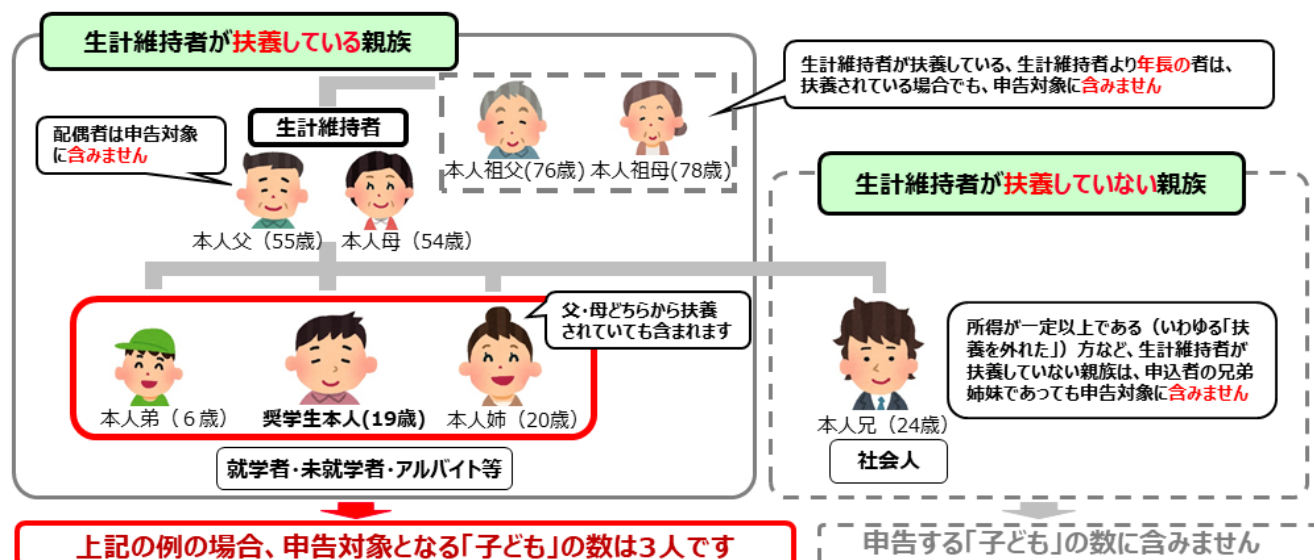 生計維持者が扶養している親族
生計維持者が扶養している、生計維持者より年長の者は、
扶養されている場合でも、申告対象に含みません
配偶者は申告対象
に含みません
生計維持者
本人祖父(76歳)
本人祖母(78歳)
本人父（55歳）
本人母（54歳）
生計維持者が扶養していない親族
父・母どちらから扶養
されていても含まれます
本人弟（６歳）
奨学生本人(19歳)
本人姉（20歳）
就学者・未就学者・アルバイト等
本人兄（24歳）
社会人
所得が一定以上である（いわゆる「扶
養を外れた」）方など、生計維持者が
扶養していない親族は、申込者の兄弟
姉妹であっても申告対象に含みません
上記の例の場合、申告対象となる「子ども」の数は３人です
申告する「子ども」の数に含みません